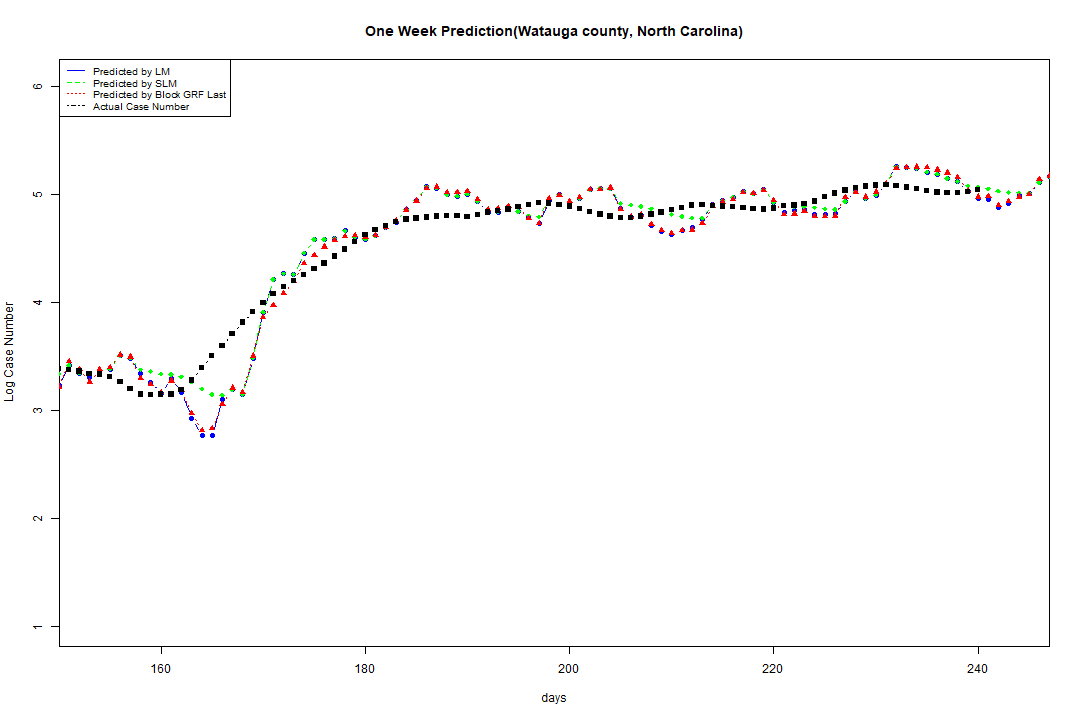 One Week Prediction(Watauga county, North Carolina)
Predicted by LM
Predicted by SLM
Predicted by Block GRF Last
Actual Case Number
6
5
4
3
2
1
Log Case Number
160
180
200
220
240
days